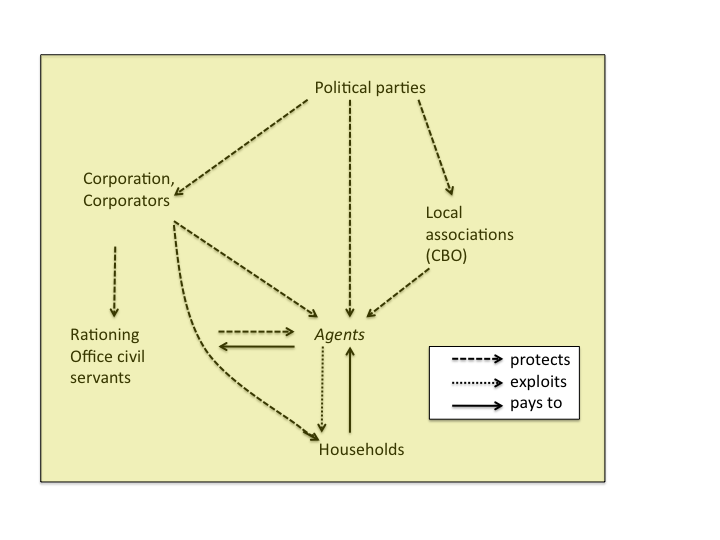 Political parties
Corporation,
Corporators
Local
associations
(CBO)
Rationing
Office civil
servants
Agents
protects
exploits
pays to
Households